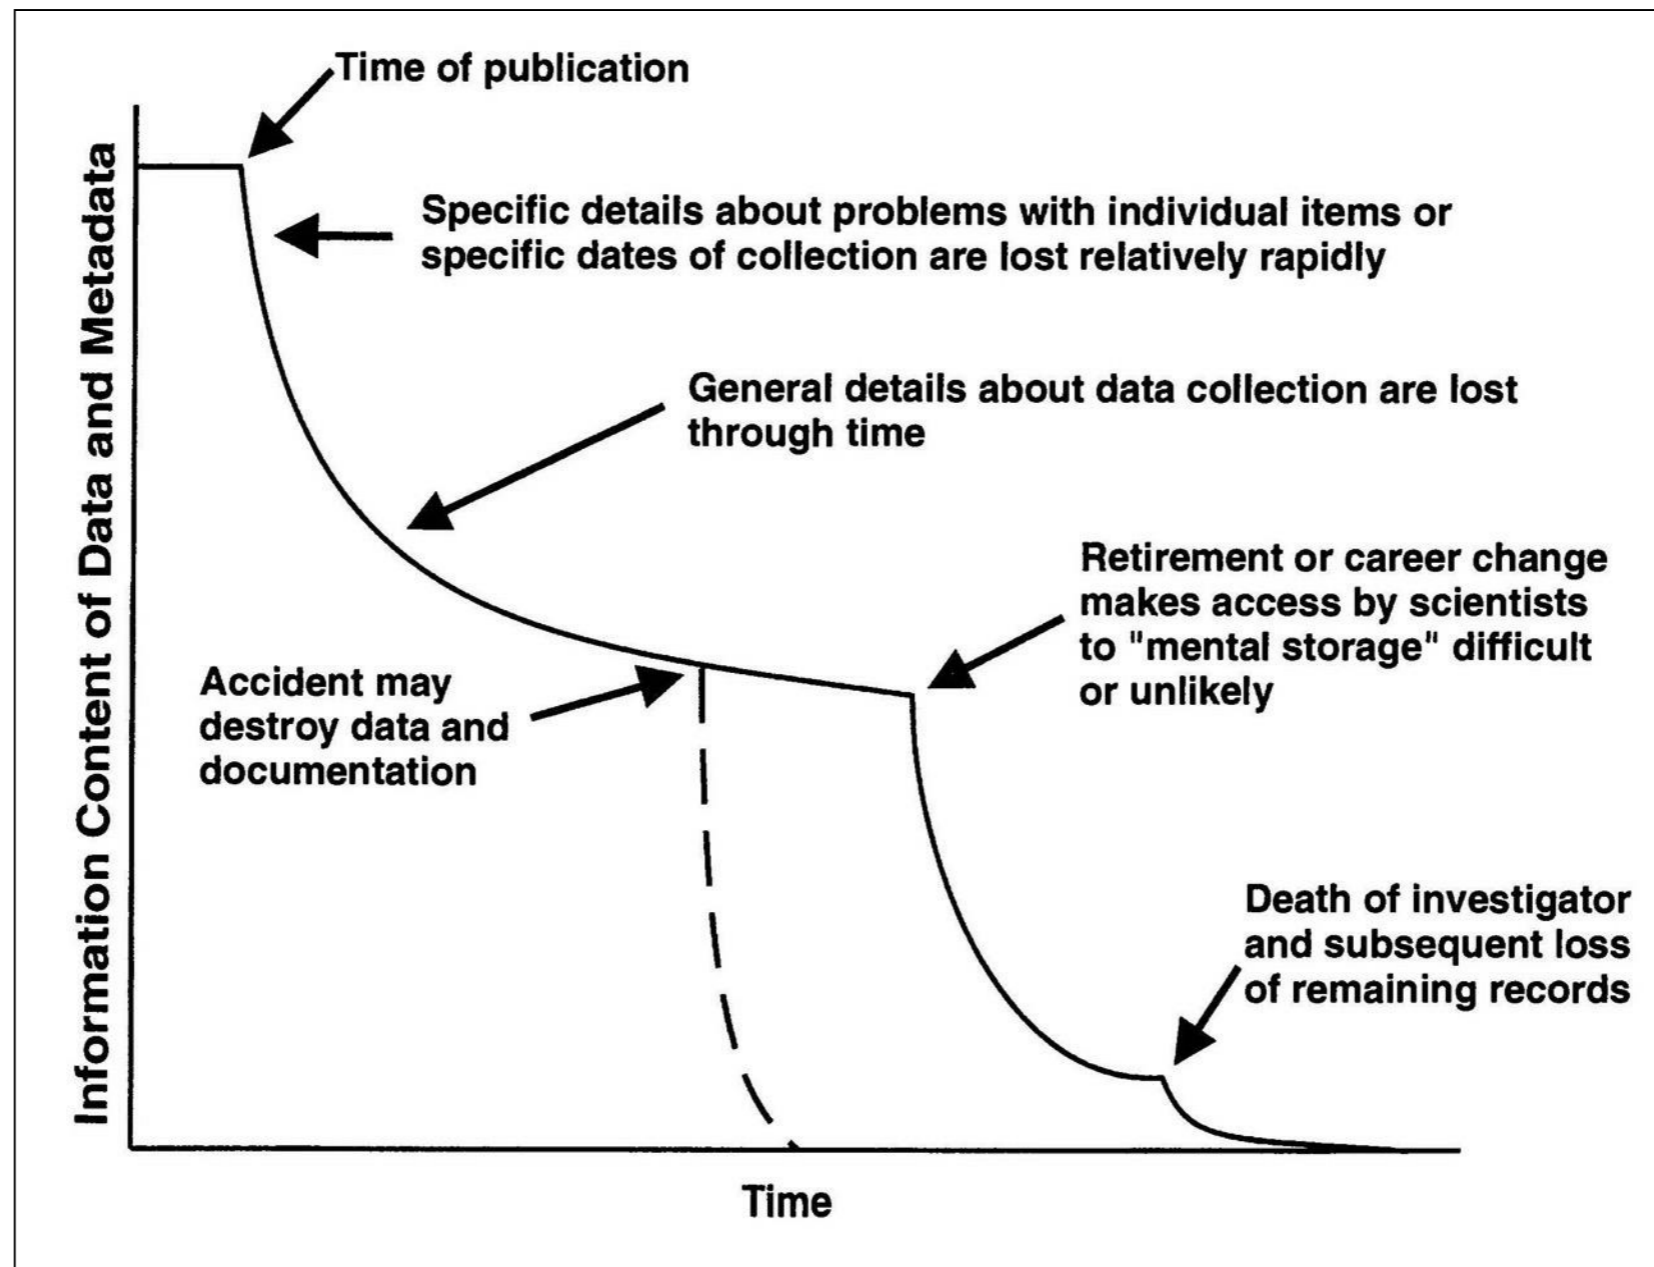 Time of publication
Specific details about problems with individual items or
specific dates of collection are lost relatively rapidly
General details about data collection are lost
through time
Retirement or career change
makes access by scientists
to "mental storage" difficult
or unlikely
Accident may
destroy data and
documentation
Death of investigator
and subsequent loss
of remaining records
Information Content of Data and Metadata
Time